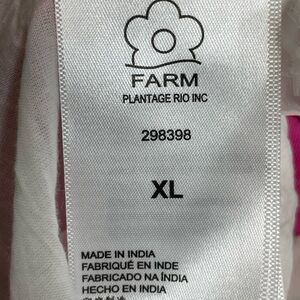 FARM
PLANTAGE RIO INC
298398
XL
MADE IN INDIA
FABRIQUÉ EN INDE
FABRICADO NA ÍNDIA
HECHO EN INDIA